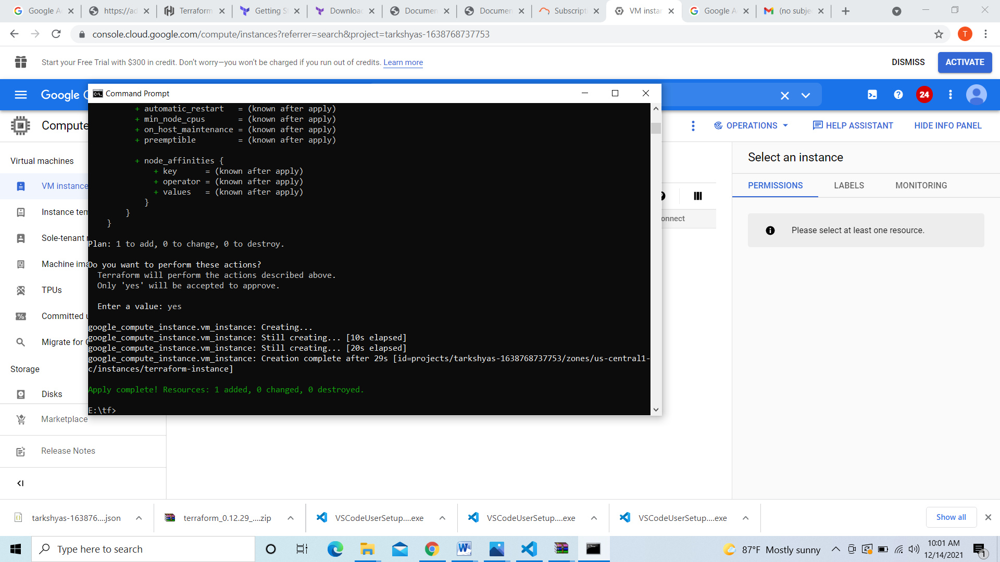 Google A
https://ad
Terraform
Getting S
Downloa
Documen
Documen
Subscript
VM instan
Google A
(no subje
console.cloud.google.com/compute/instances?referrer=search&project=tarkshyas-1638768737753
T
Start your Free Trial with $300 in credit. Don't worry—you won't be charged if you run out of credits. Learn more
DISMISS
ACTIVATE
Google C
24
Command Prompt
+ automatic_restart   = (known after apply)
+ min_node_cpus       = (known after apply)
+ on_host_maintenance = (known after apply)
+ preemptible         = (known after apply)
+ node_affinities {
+ key      = (known after apply)
+ operator = (known after apply)
+ values   = (known after apply)
}
}
}
Plan: 1 to add, 0 to change, 0 to destroy.
Do you want to perform these actions?
Terraform will perform the actions described above.
Only 'yes' will be accepted to approve.
Enter a value: yes
google_compute_instance.vm_instance: Creating...
google_compute_instance.vm_instance: Still creating... [10s elapsed]
google_compute_instance.vm_instance: Still creating... [20s elapsed]
google_compute_instance.vm_instance: Creation complete after 29s [id=projects/tarkshyas-1638768737753/zones/us-central1-
c/instances/terraform-instance]
Apply complete! Resources: 1 added, 0 changed, 0 destroyed.
E:\tf>
Compute
OPERATIONS
HELP ASSISTANT
HIDE INFO PANEL
Virtual machines
VM instance
Instance tem
Sole-tenant
Machine ima
TPUs
Committed u
Migrate for
Storage
Disks
Marketplace
Release Notes
onnect
Select an instance
PERMISSIONS
LABELS
MONITORING
Please select at least one resource.
tarkshyas-163876....json
terraform_0.12.29_....zip
VSCodeUserSetup....exe
VSCodeUserSetup....exe
VSCodeUserSetup....exe
Show all
Type here to search
87°F Mostly sunny
10:01 AM
12/14/2021
1